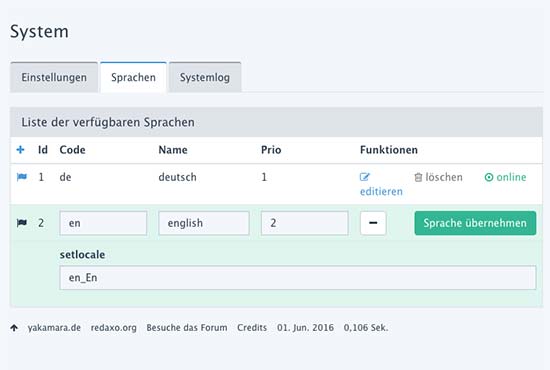 System
Einstellungen Sprachen Systemlog
Liste der verfügbaren Sprachen
Id Code Name Prio Funktionen
1 de deutsch 1 editieren löschen online
2 en english 2 Sprache übernehmen
setlocale
en_En
yakamara.de redaxo.org Besuche das Forum Credits 01. Jun. 2016 0,106 Sek.